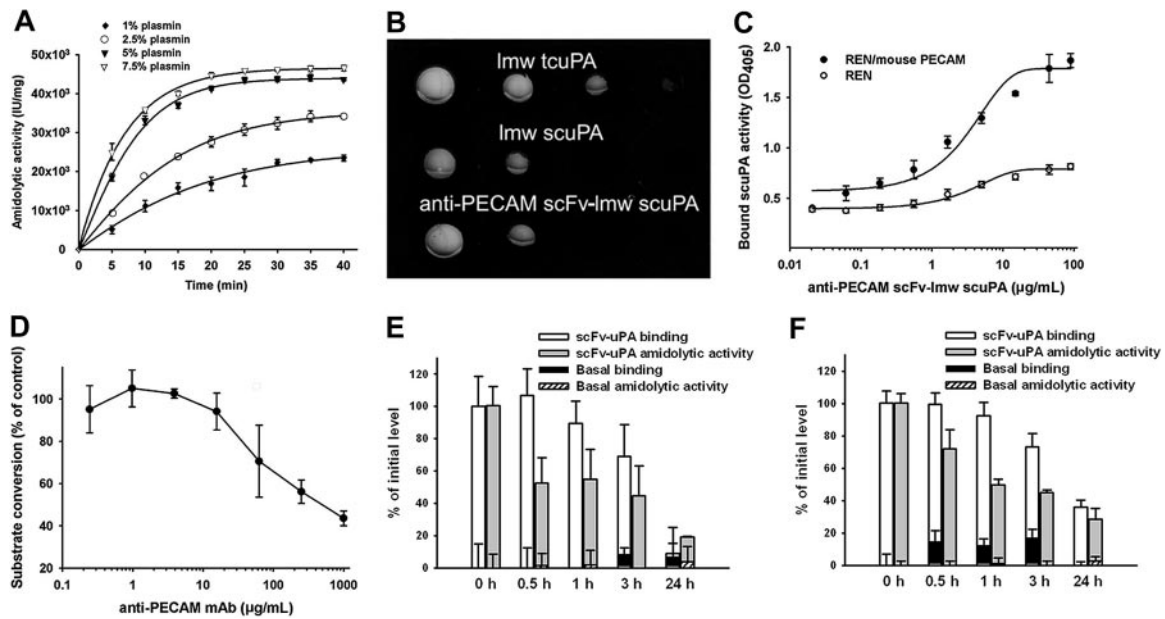 A
1% plasmin
2.5% plasmin
5% plasmin
7.5% plasmin
Amidolytic activity (IU/mg)
50x10³
40x10³
30x10³
20x10³
10x10³
0
0 5 10 15 20 25 30 35 40
Time (min)
B
lmw tcuPA
lmw scuPA
anti-PECAM scFv-lmw scuPA
C
REN/mouse PECAM
REN
Bound scuPA activity (OD405)
2.0
1.5
1.0
0.5
0.0
0.01 0.1 1 10 100
anti-PECAM scFv-lmw scuPA (µg/mL)
D
Substrate conversion (% of control)
100
80
60
40
20
0.1 1 10 100 1000
anti-PECAM mAb (µg/mL)
E
scFv-uPA binding
scFv-uPA amidolytic activity
Basal binding
Basal amidolytic activity
% of initial level
120
100
80
60
40
20
0
0 h 0.5 h 1 h 3 h 24 h
F
scFv-uPA binding
scFv-uPA amidolytic activity
Basal binding
Basal amidolytic activity
% of initial level
120
100
80
60
40
20
0
0 h 0.5 h 1 h 3 h 24 h